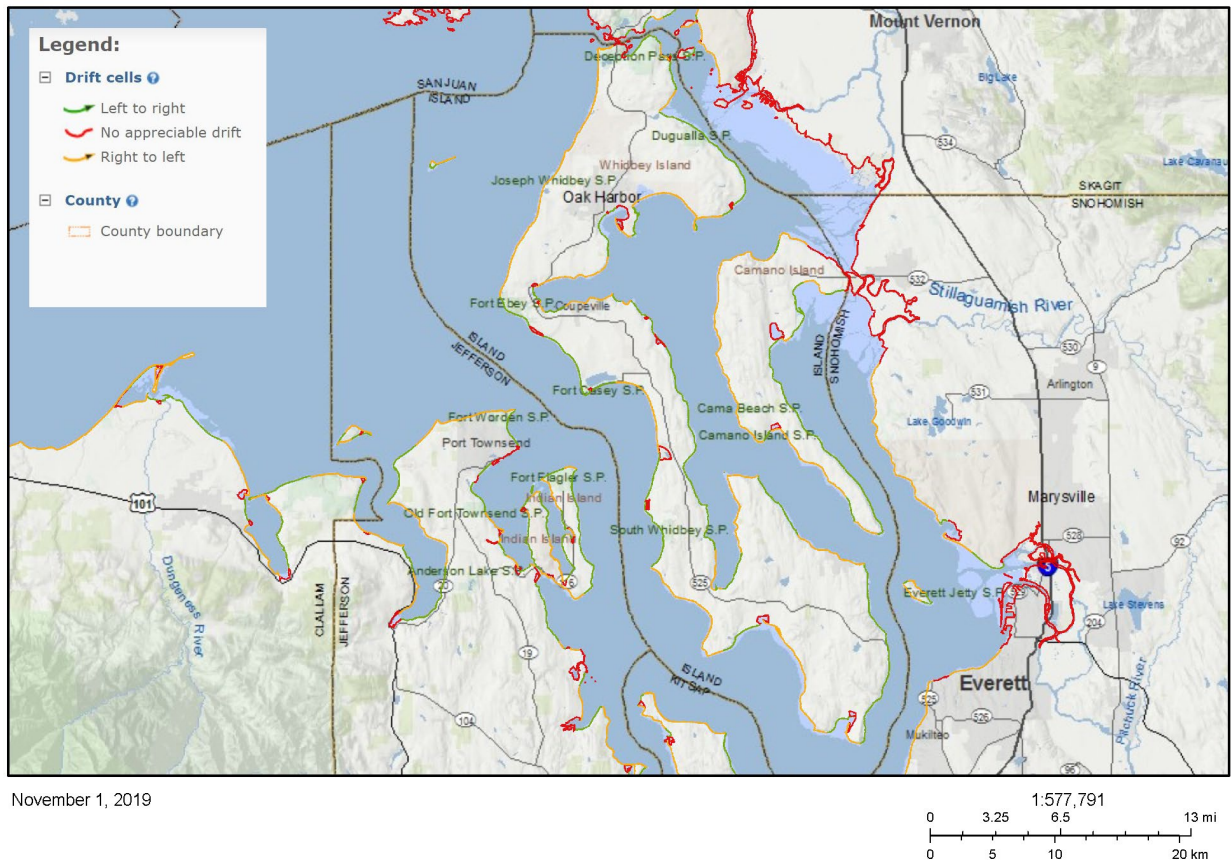 Legend:
Drift cells ?
Left to right
No appreciable drift
Right to left
County ?
County boundary
Mount Vernon
Deception Pass S.P.
Big Lake
SAN JUAN
ISLAND
Dugualla S.P.
534
Lake Cavanau
Whidbey Island
Joseph Whidbey S.P.
Oak Harbor
SKAGIT
SNOHOMISH
Camano Island
532
Stillaguamish River
Fort Ebey S.P.
Coupeville
ISLAND
JEFFERSON
ISLAND
SNOHOMISH
530
9
Arlington
531
Fort Casey S.P.
Cama Beach S.P.
Lake Goodwin
Camano Island S.P.
Fort Worden S.P.
Port Townsend
Fort Flagler S.P.
Indian Island
Marysville
101
Old Fort Townsend S.P.
South Whidbey S.P.
Indian Island
528
92
Anderson Lake S.P.
20
525
Everett Jetty S.P.
529
Lake Stevens
204
Dungeness River
CLALLAM
JEFFERSON
19
ISLAND
KITSAP
Everett
525
526
104
Mukilteo
Pilchuck River
96
November 1, 2019
1:577,791
0 3.25 6.5 13 mi
0 5 10 20 km